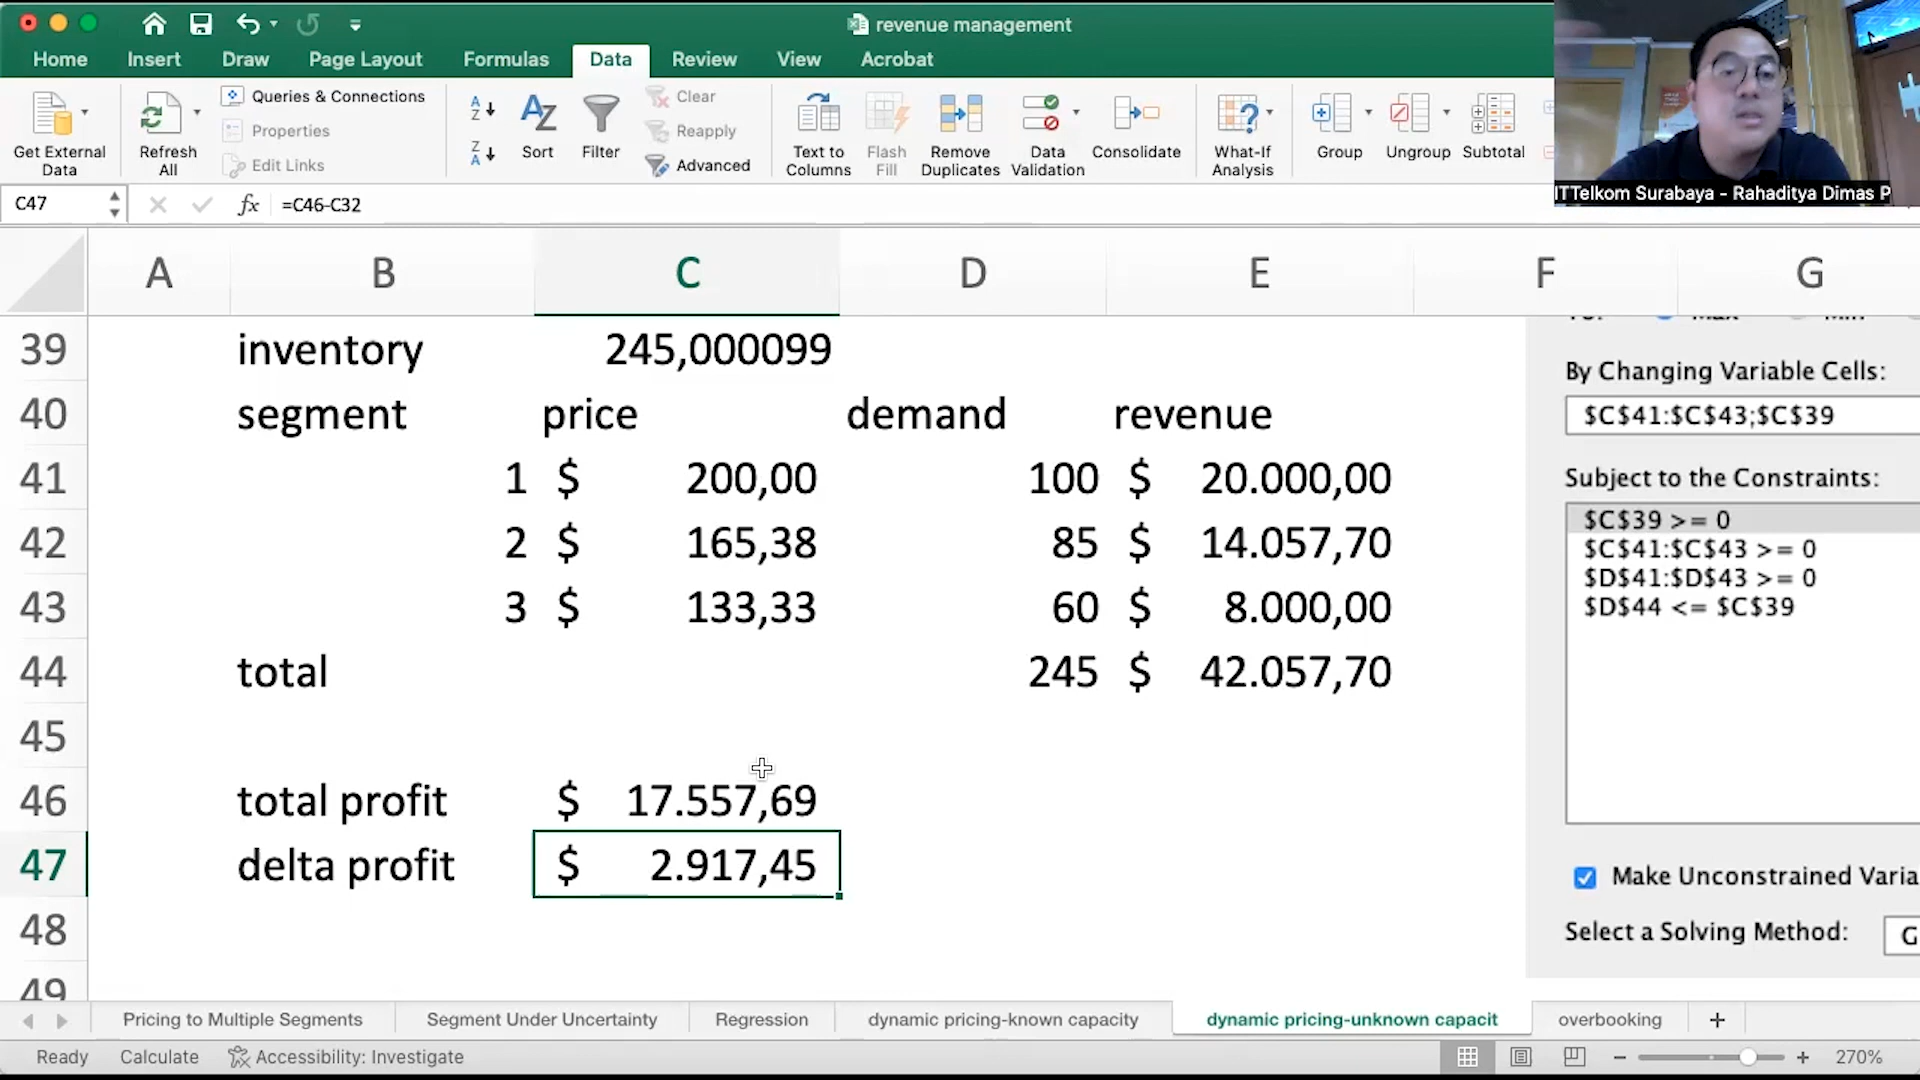 revenue management
Home Insert Draw Page Layout Formulas Data Review View Acrobat
Get External Data
Refresh All
Queries & Connections
Properties
Edit Links
A Z
Z A
A Z
Sort
Filter
Clear
Reapply
Advanced
Text to Columns
Flash Fill
Remove Duplicates
Data Validation
Consolidate
What-If Analysis
Group
Ungroup
Subtotal
ITTelkom Surabaya - Rahaditya Dimas P
C47 fx =C46-C32
A B C D E F G
39 inventory 245,000099
40 segment price demand revenue
41 1 $ 200,00 100 $ 20.000,00
42 2 $ 165,38 85 $ 14.057,70
43 3 $ 133,33 60 $ 8.000,00
44 total 245 $ 42.057,70
45
46 total profit $ 17.557,69
47 delta profit $ 2.917,45
48
49
By Changing Variable Cells:
$C$41:$C$43;$C$39
Subject to the Constraints:
$C$39 >= 0
$C$41:$C$43 >= 0
$D$41:$D$43 >= 0
$D$44 <= $C$39
Make Unconstrained Varia
Select a Solving Method: G
Pricing to Multiple Segments Segment Under Uncertainty Regression dynamic pricing-known capacity dynamic pricing-unknown capacit overbooking +
Ready Calculate Accessibility: Investigate 270%